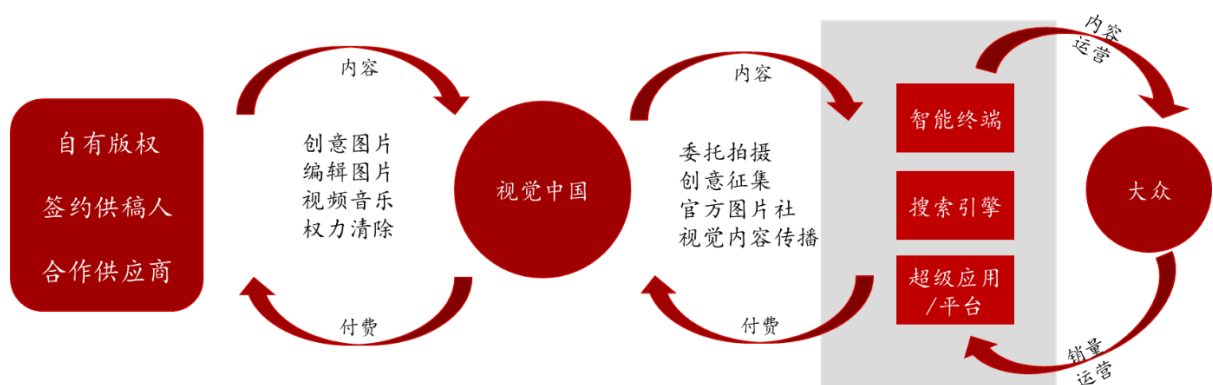 自有版权
签约供稿人
合作供应商
内容
创意图片
编辑图片
视频音乐
权力清除
付费
视觉中国
内容
委托拍摄
创意征集
官方图片社
视觉内容传播
付费
智能终端
搜索引擎
超级应用
/平台
内容
运营
大众
销量
运营